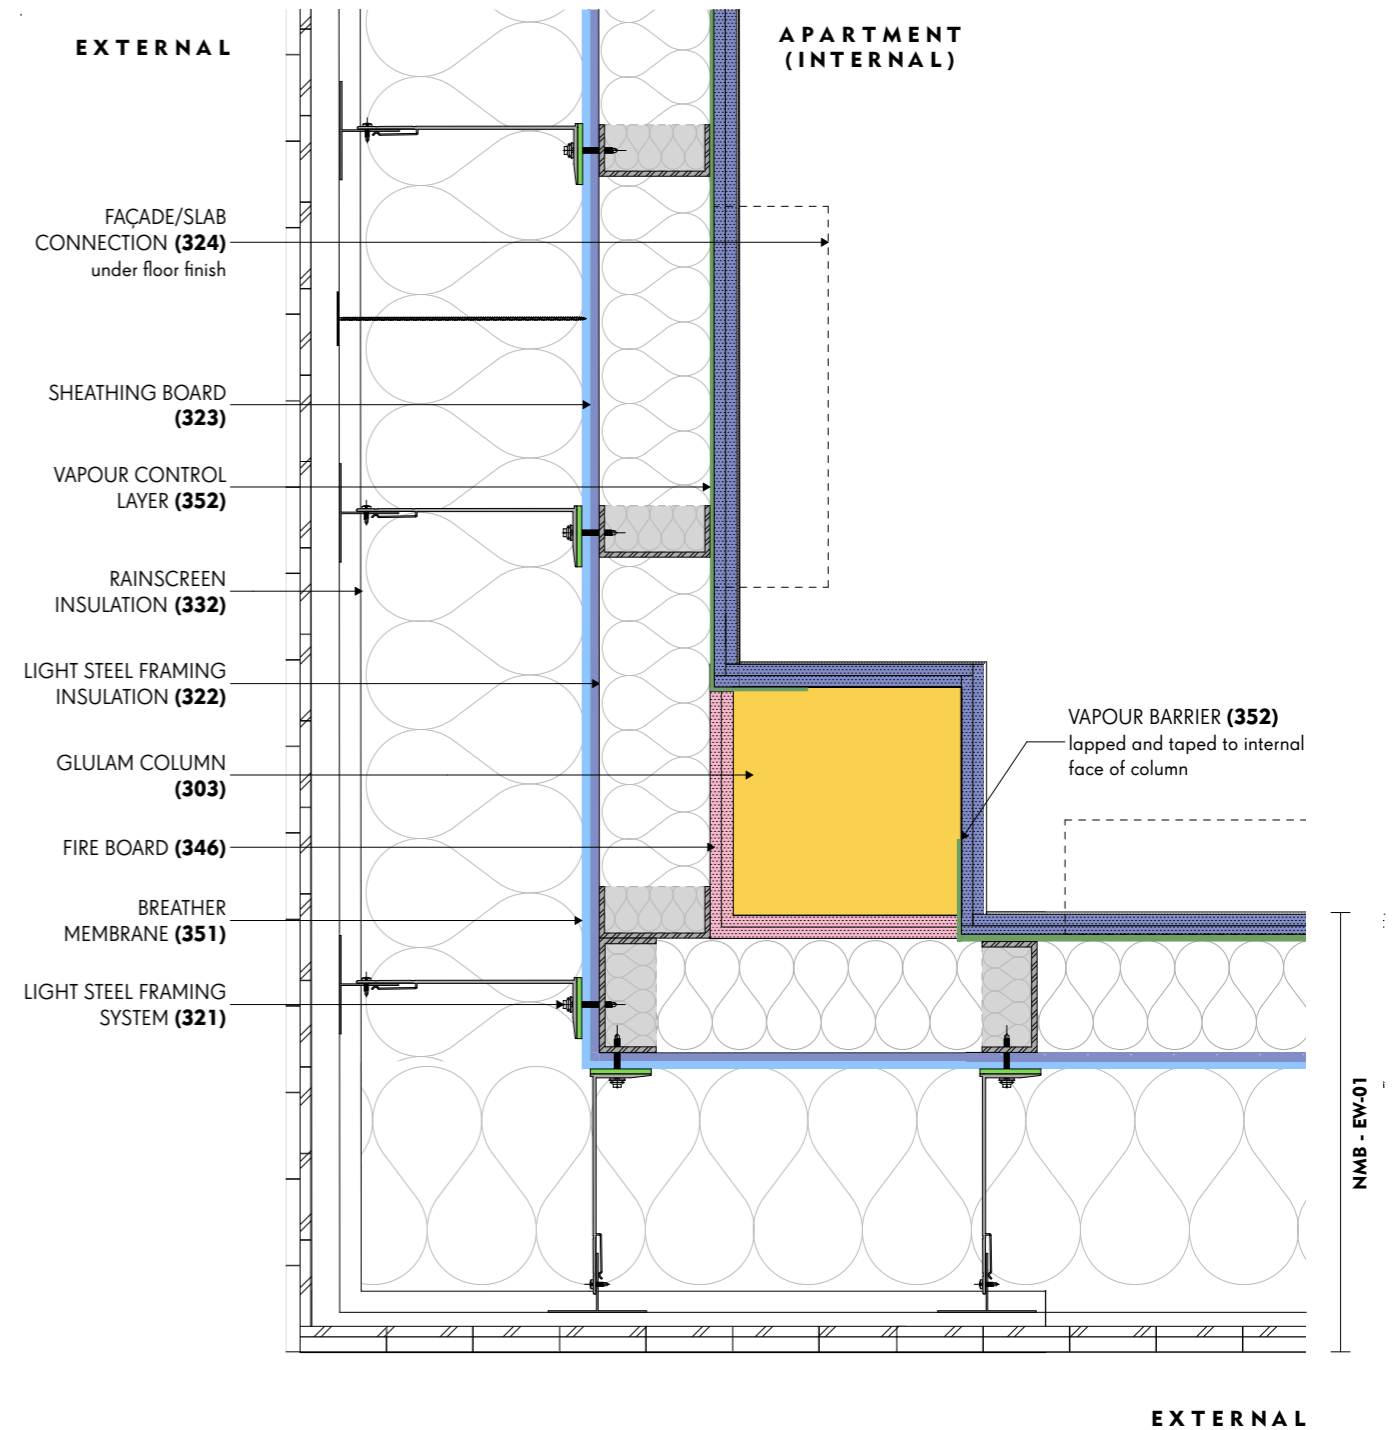 EXTERNAL
APARTMENT
(INTERNAL)
FAÇADE/SLAB
CONNECTION (324)
under floor finish
SHEATHING BOARD
(323)
VAPOUR CONTROL
LAYER (352)
RAINSCREEN
INSULATION (332)
LIGHT STEEL FRAMING
INSULATION (322)
GLULAM COLUMN
(303)
FIRE BOARD (346)
BREATHER
MEMBRANE (351)
LIGHT STEEL FRAMING
SYSTEM (321)
VAPOUR BARRIER (352)
lapped and taped to internal
face of column
NMB - EW-01
EXTERNAL